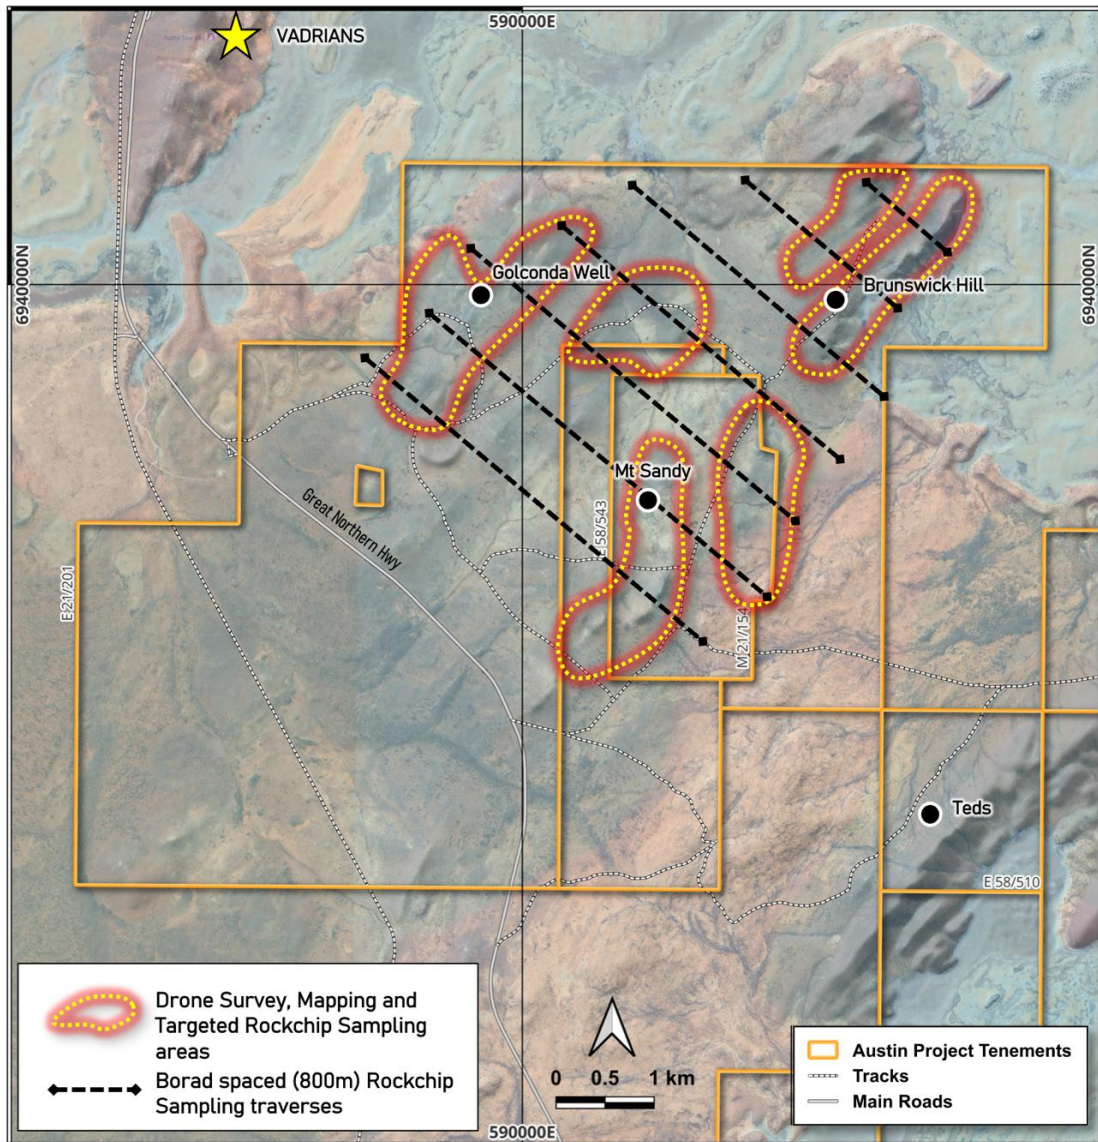 590000E
VADRIANS
6940000N
6940000N
Golconda Well
Brunswick Hill
Mt Sandy
E 58/543
Great Northern Hwy
E21/201
M 21/154
Teds
E 58/510
Drone Survey, Mapping and
Targeted Rockchip Sampling
areas
Borad spaced (800m) Rockchip
Sampling traverses
0 0.5 1 km
Austin Project Tenements
Tracks
Main Roads
590000E